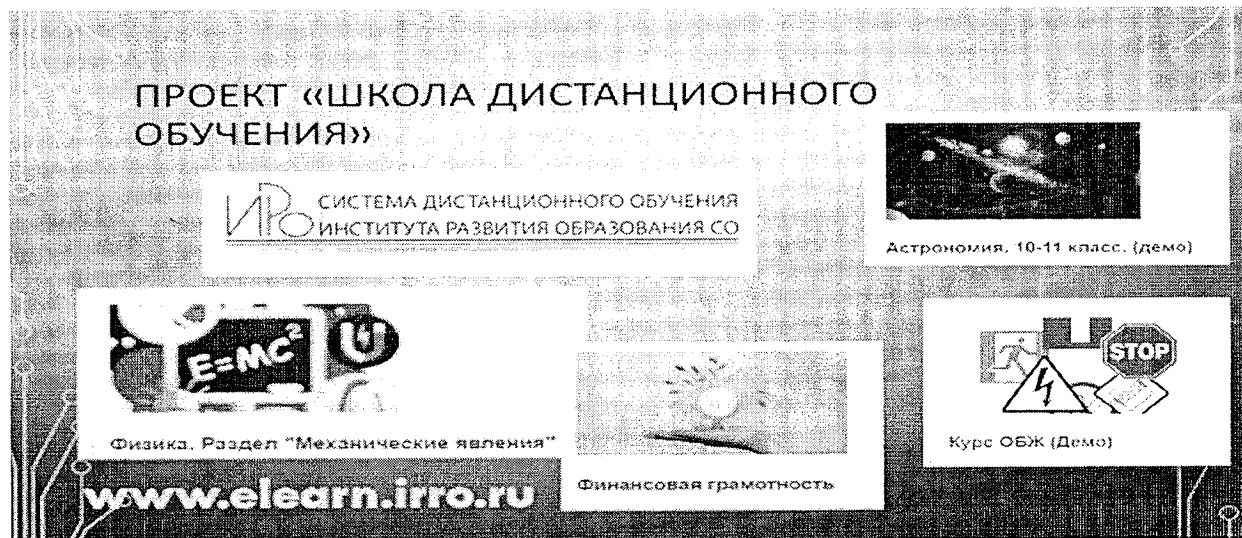 ПРОЕКТ «ШКОЛА ДИСТАНЦИОННОГО
ОБУЧЕНИЯ»
ИРО
СИСТЕМА ДИСТАНЦИОННОГО ОБУЧЕНИЯ
ИНСТИТУТА РАЗВИТИЯ ОБРАЗОВАНИЯ СО
Астрономия. 10-11 класс. (демо)
E=MC²
U
Физика. Раздел "Механические явления"
Финансовая грамотность
STOP
Курс ОБЖ (Демо)
www.elearn.irro.ru